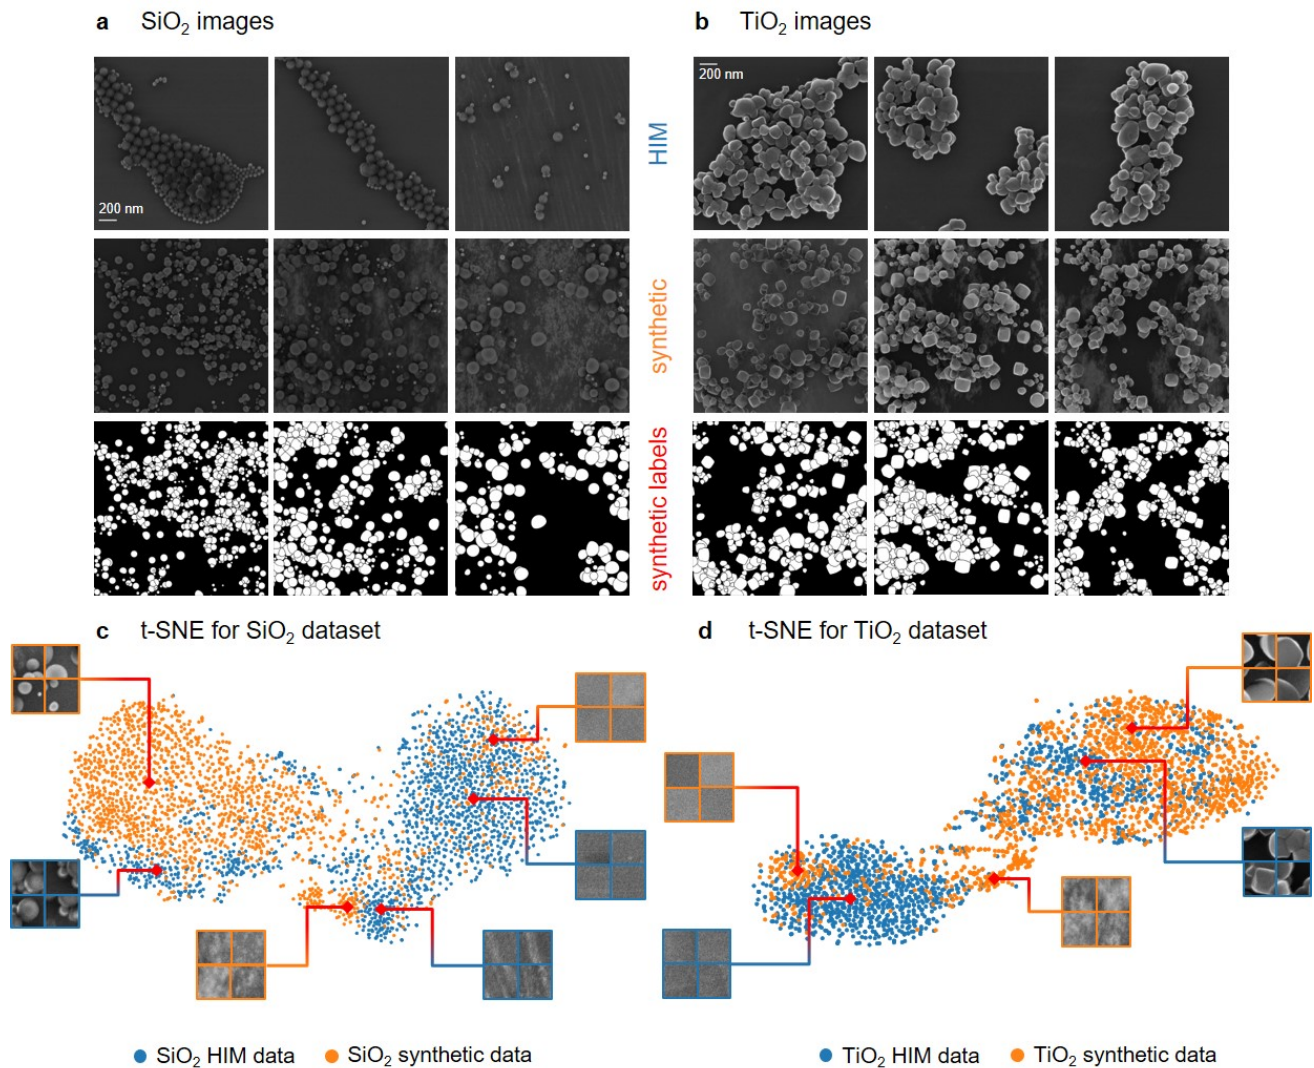 a SiO₂ images
b TiO₂ images
200 nm
200 nm
HIM
synthetic
synthetic labels
c t-SNE for SiO₂ dataset
d t-SNE for TiO₂ dataset
SiO₂ HIM data
SiO₂ synthetic data
TiO₂ HIM data
TiO₂ synthetic data